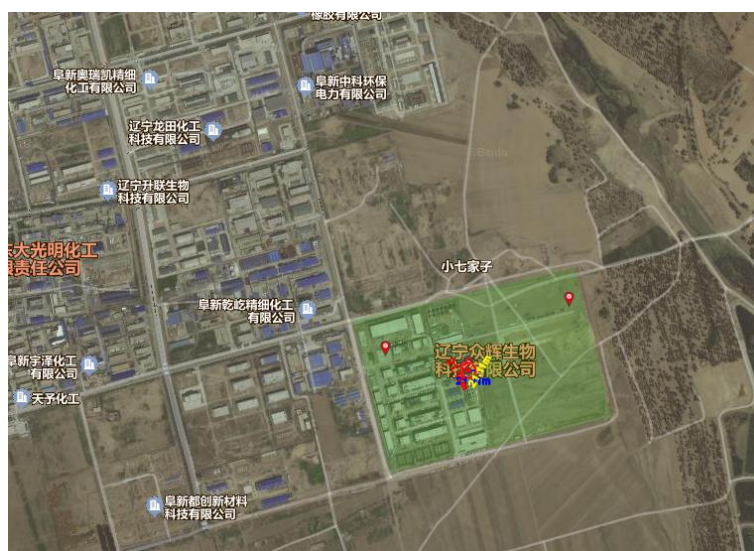 橡胶有限公司
阜新奥瑞凯精细
化工有限公司
阜新中科环保
电力有限公司
辽宁龙田化工
科技有限公司
辽宁升联生物
科技有限公司
东大光明化工
限责任公司
小七家子
阜新乾屹精细化工
有限公司
辽宁众辉生物
科技有限公司
阜新宇泽化工
有限公司
天予化工
阜新都创新材料
科技有限公司